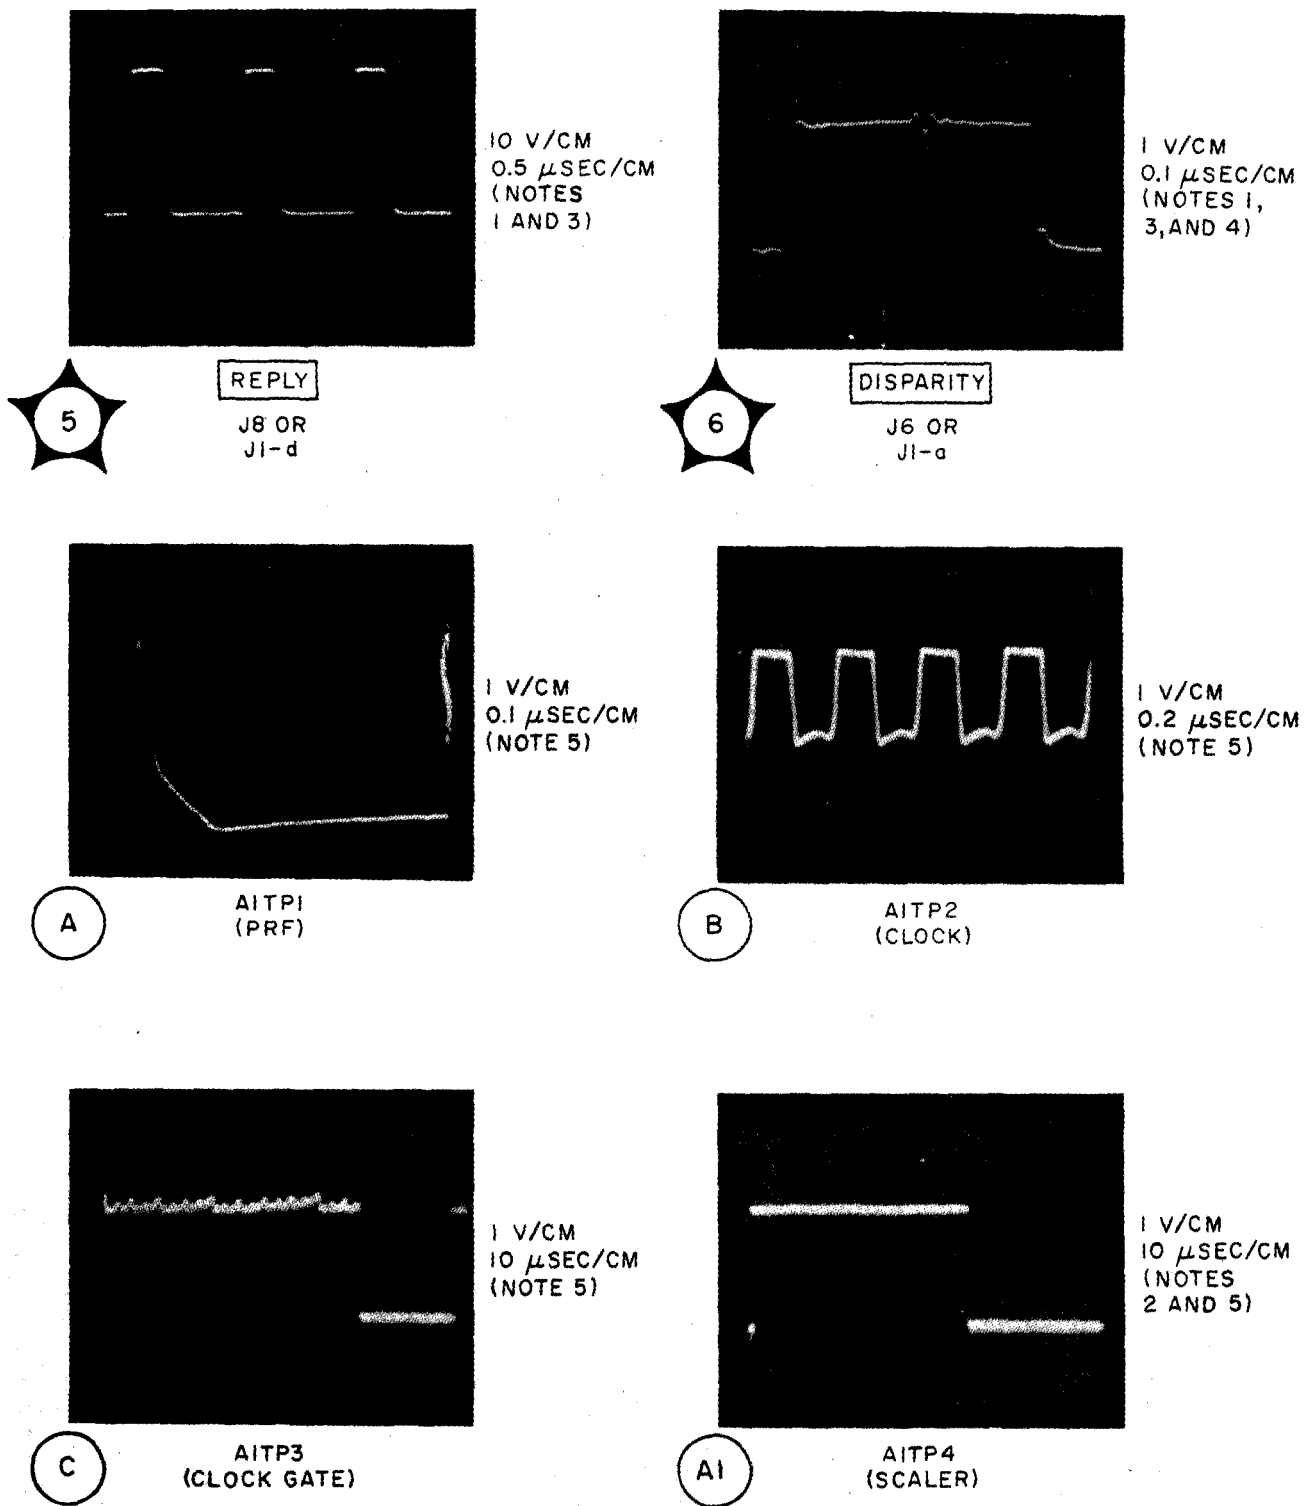 10 V/CM
0.5 μSEC/CM
(NOTES
1 AND 3)
REPLY
5
J8 OR
J1-d
1 V/CM
0.1 μSEC/CM
(NOTES 1,
3, AND 4)
DISPARITY
6
J6 OR
J1-a
1 V/CM
0.1 μSEC/CM
(NOTE 5)
A
A1TP1
(PRF)
1 V/CM
0.2 μSEC/CM
(NOTE 5)
B
A1TP2
(CLOCK)
1 V/CM
10 μSEC/CM
(NOTE 5)
C
A1TP3
(CLOCK GATE)
1 V/CM
10 μSEC/CM
(NOTES
2 AND 5)
A1
A1TP4
(SCALER)